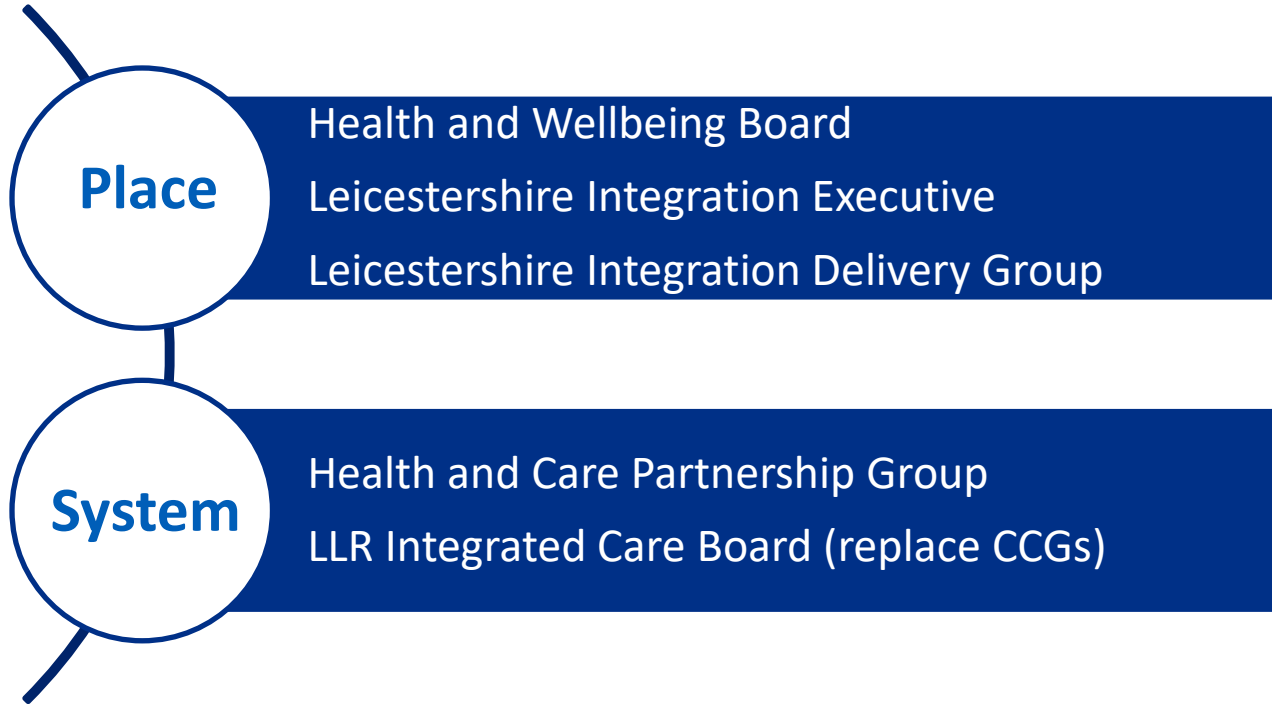 Place
Health and Wellbeing Board
Leicestershire Integration Executive
Leicestershire Integration Delivery Group
System
Health and Care Partnership Group
LLR Integrated Care Board (replace CCGs)